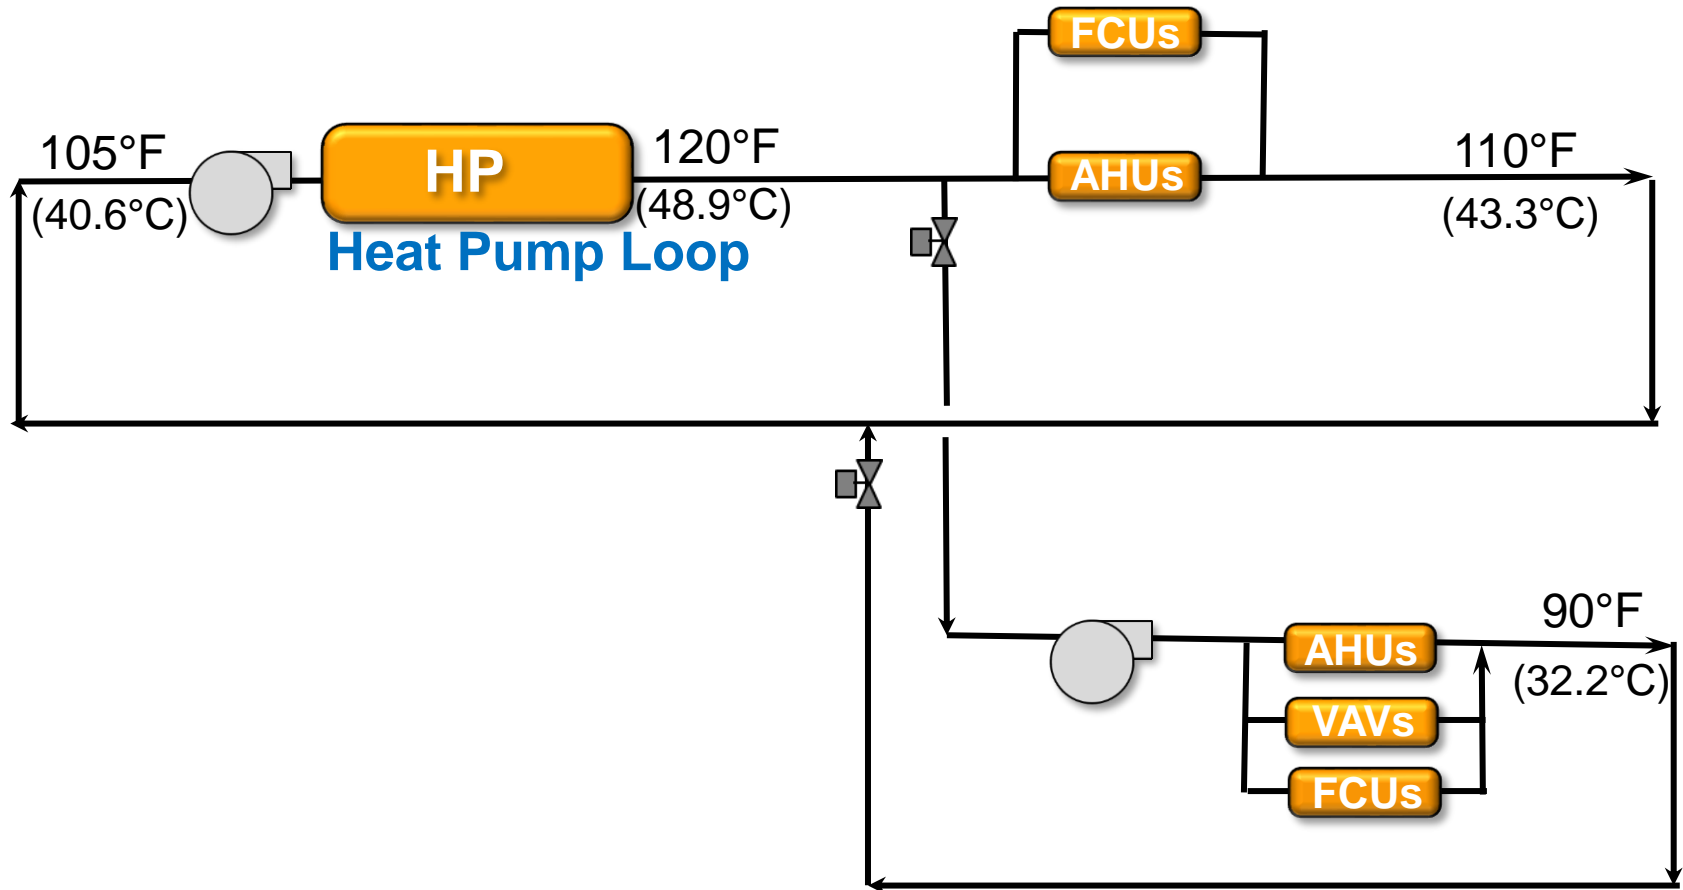 FCUs
105°F
HP
120°F
AHUs
110°F
(40.6°C)
(48.9°C)
(43.3°C)
Heat Pump Loop
90°F
AHUs
(32.2°C)
VAVs
FCUs